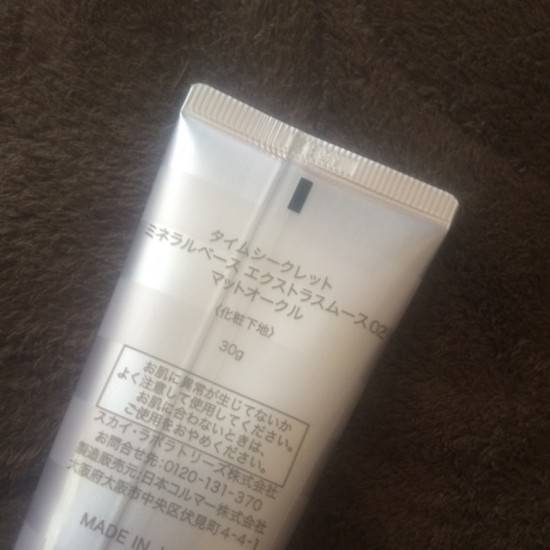 タイムシークレット
ミネラルベース エクストラスムース02
マットオークル
〈化粧下地〉
30g
お肌に異常が生じてないか
よく注意して使用してください。
お肌に合わないときは、
ご使用をおやめください。
スカイ・ラボラトリーズ株式会社
お問合せ先:0120-131-370
製造販売元:日本コルマー株式会社
大阪府大阪市中央区伏見町4-4-1
MADE IN